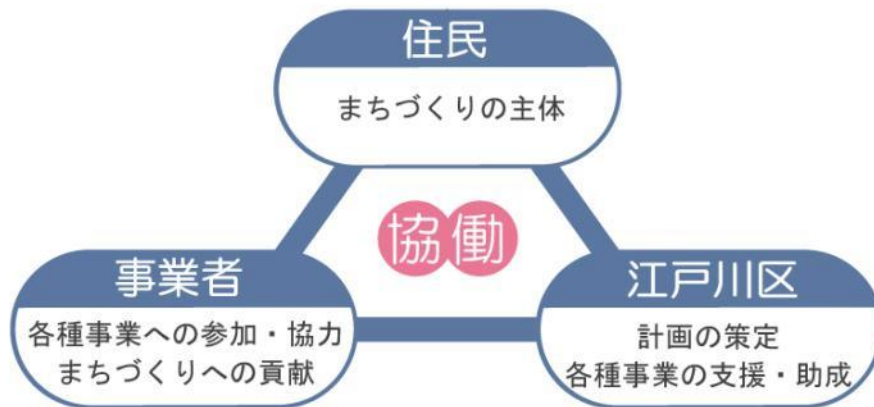 住民
まちづくりの主体
協働
事業者
各種事業への参加・協力
まちづくりへの貢献
江戸川区
計画の策定
各種事業の支援・助成